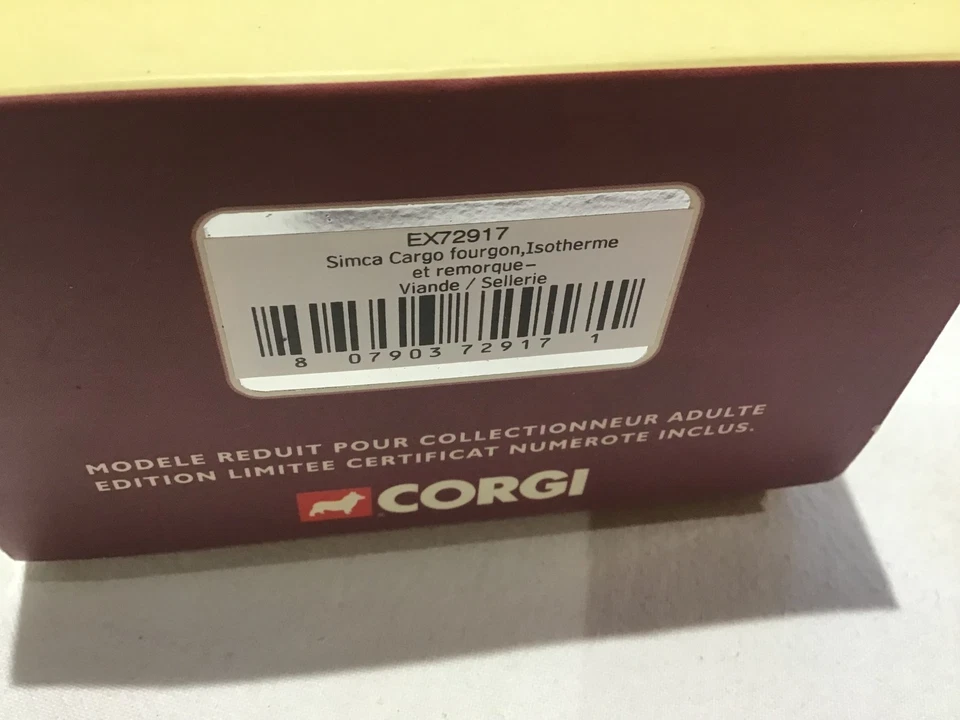 EX72917
Simca Cargo fourgon,Isotherme
et remorque-
Viande / Sellerie
8 07903 72917 1
MODELE REDUIT POUR COLLECTIONNEUR ADULTE
EDITION LIMITEE CERTIFICAT NUMEROTE INCLUS.
CORGI